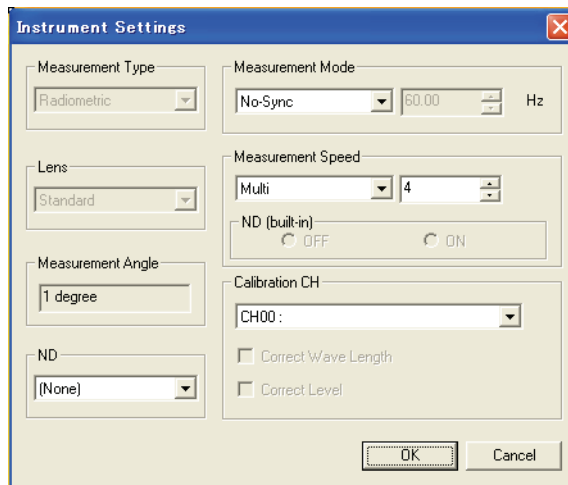 Instrument Settings
Measurement Type
Radiometric
Lens
Standard
Measurement Angle
1 degree
ND
(None)
Measurement Mode
No-Sync 60.00 Hz
Measurement Speed
Multi 4
ND (built-in)
OFF ON
Calibration CH
CH00 :
Correct Wave Length
Correct Level
OK Cancel